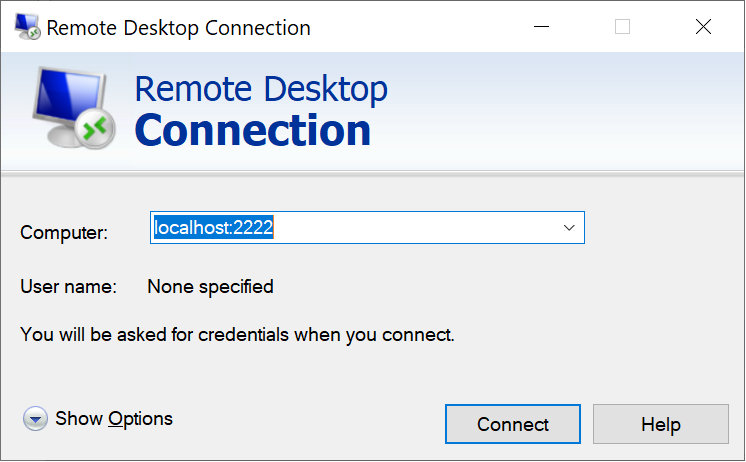 Remote Desktop Connection
Remote Desktop
Connection
Computer:
localhost:2222
User name:
None specified
You will be asked for credentials when you connect.
Show Options
Connect
Help